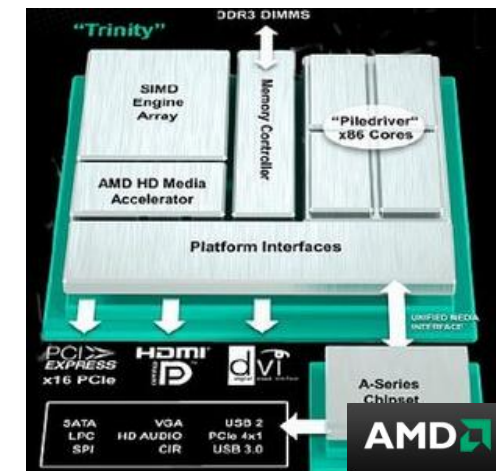 DDR3 DIMMS
"Trinity"
SIMD
Engine
Array
Memory Controller
"Piledriver"
x86 Cores
AMD HD Media
Accelerator
Platform Interfaces
UNIFIED MEDIA
INTERFACE
PCI
EXPRESS
x16 PCIe
HDMI
DP
dvi
A-Series
Chipset
SATA VGA USB 2
LPC HD AUDIO PCIe 4x1
SPI CIR USB 3.0
AMD